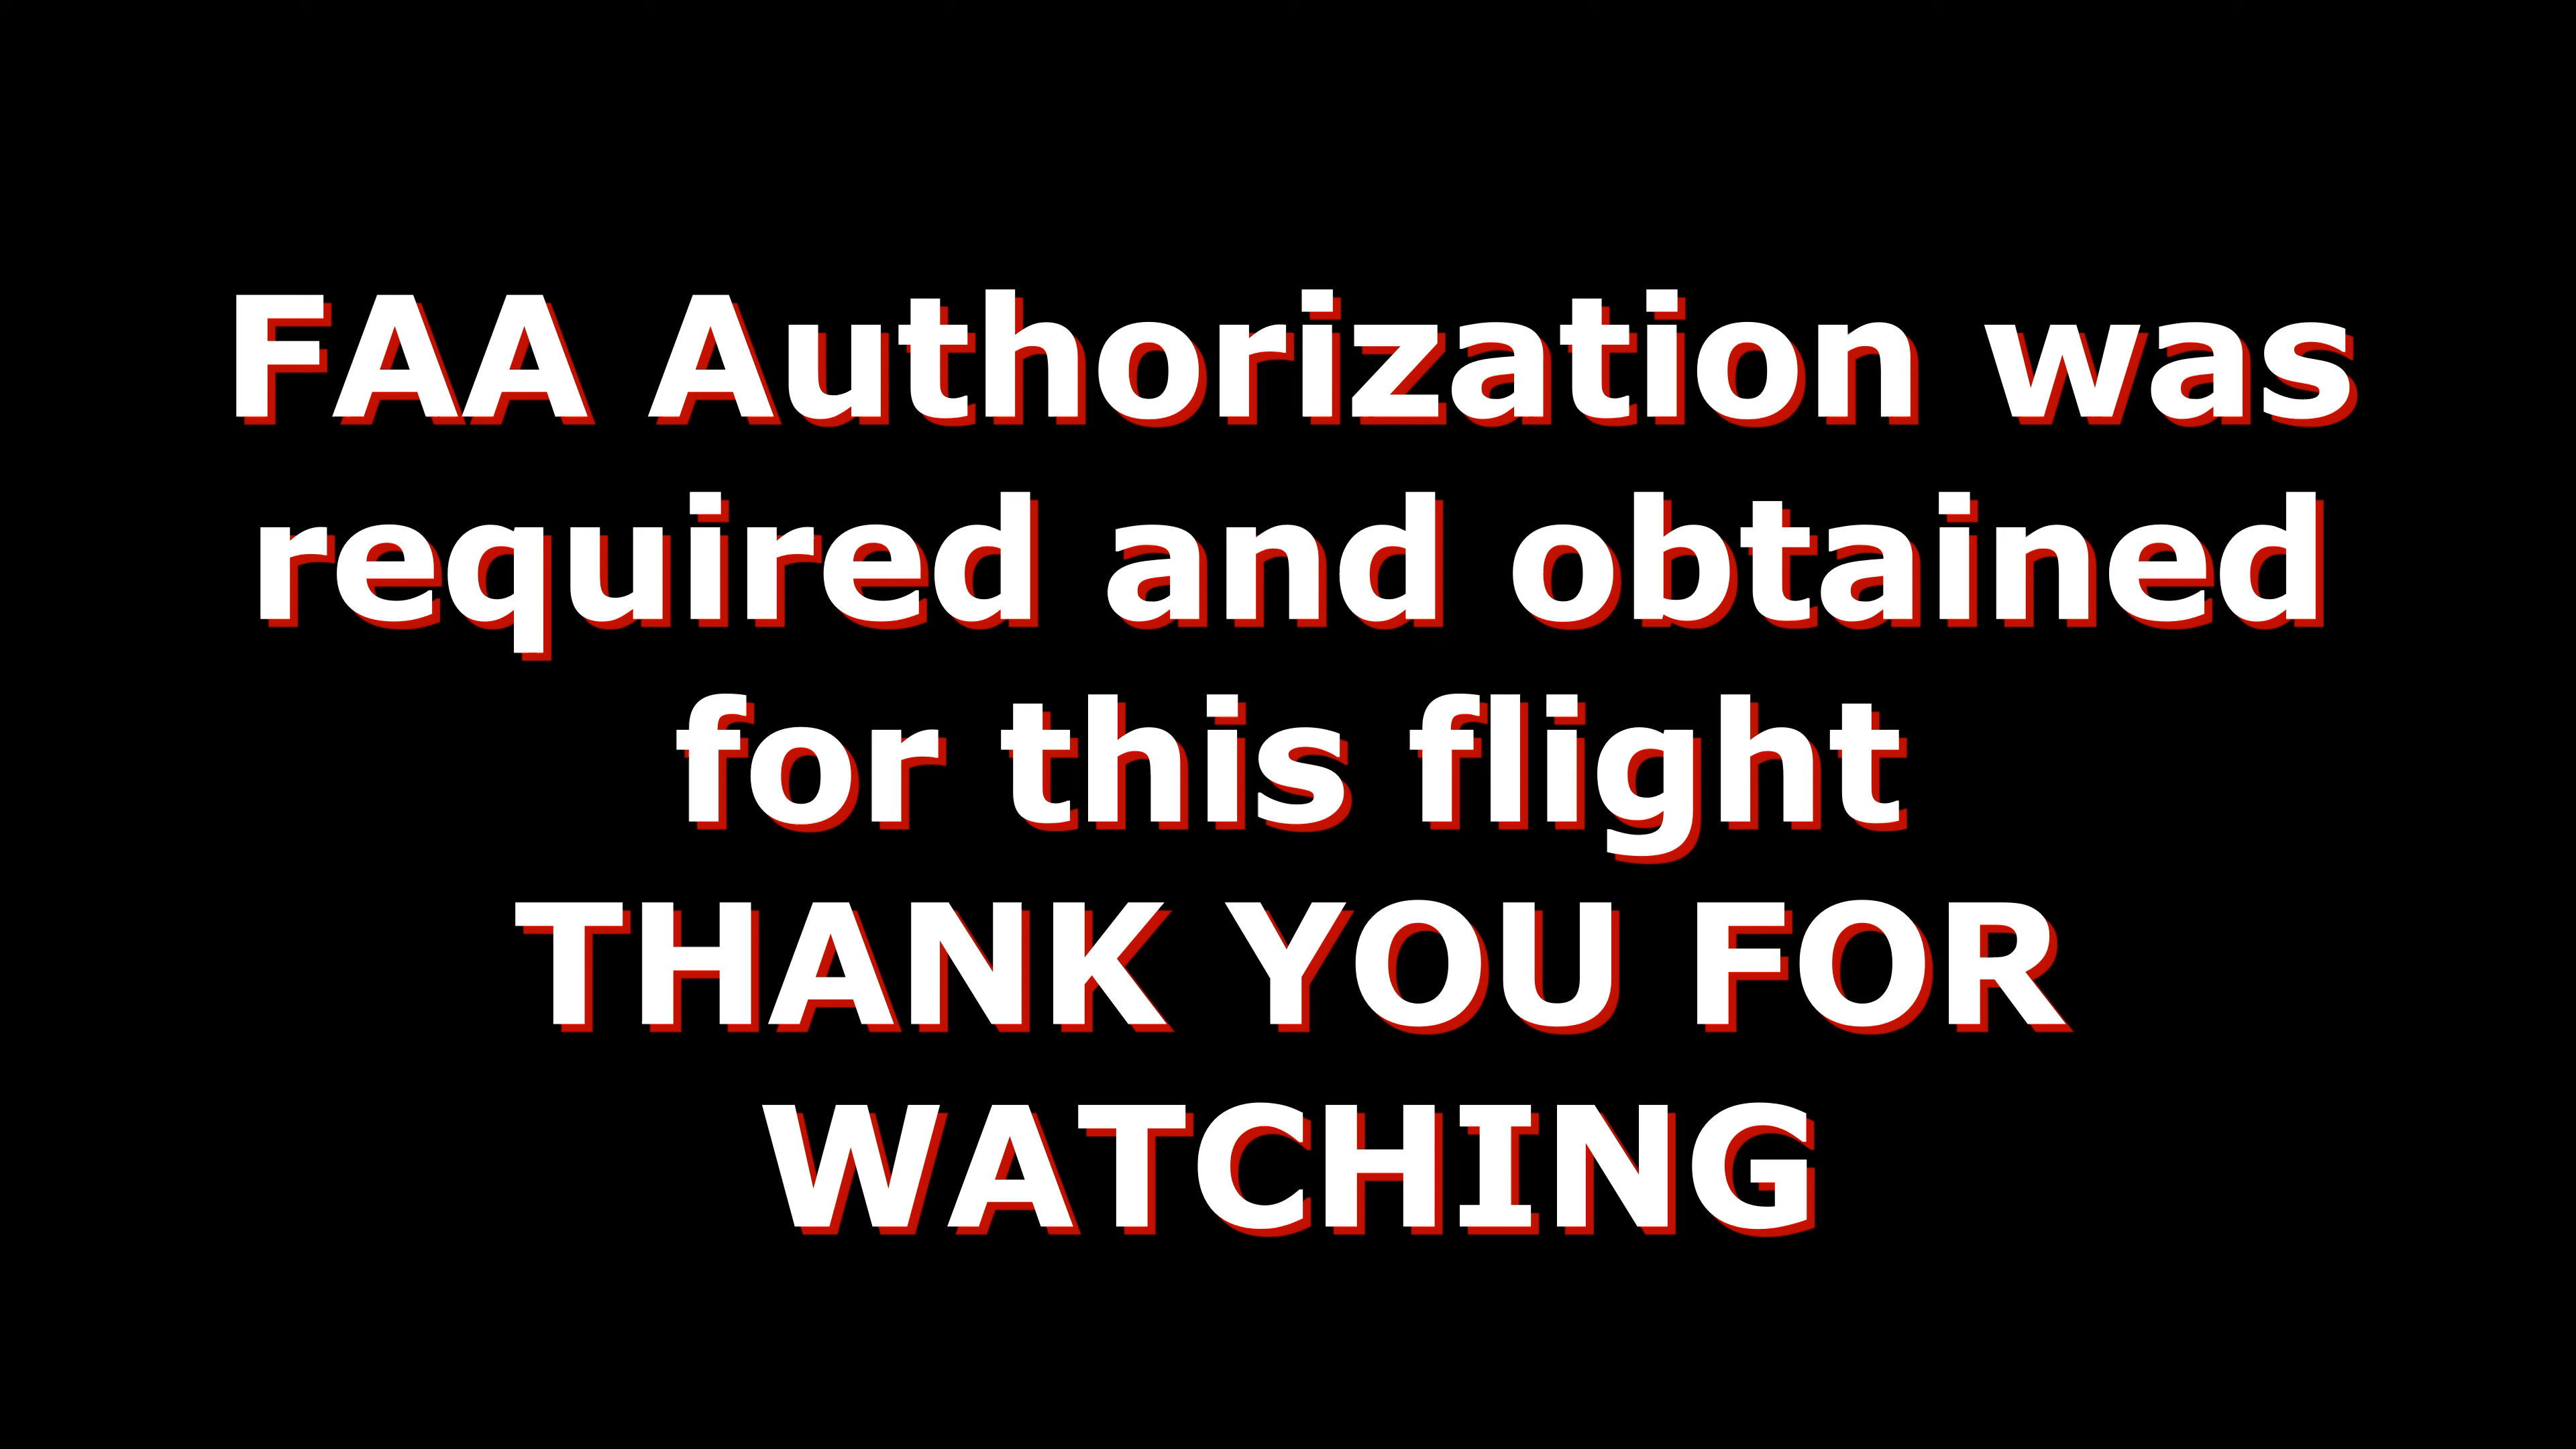 FAA Authorization was
required and obtained
for this flight
THANK YOU FOR
WATCHING